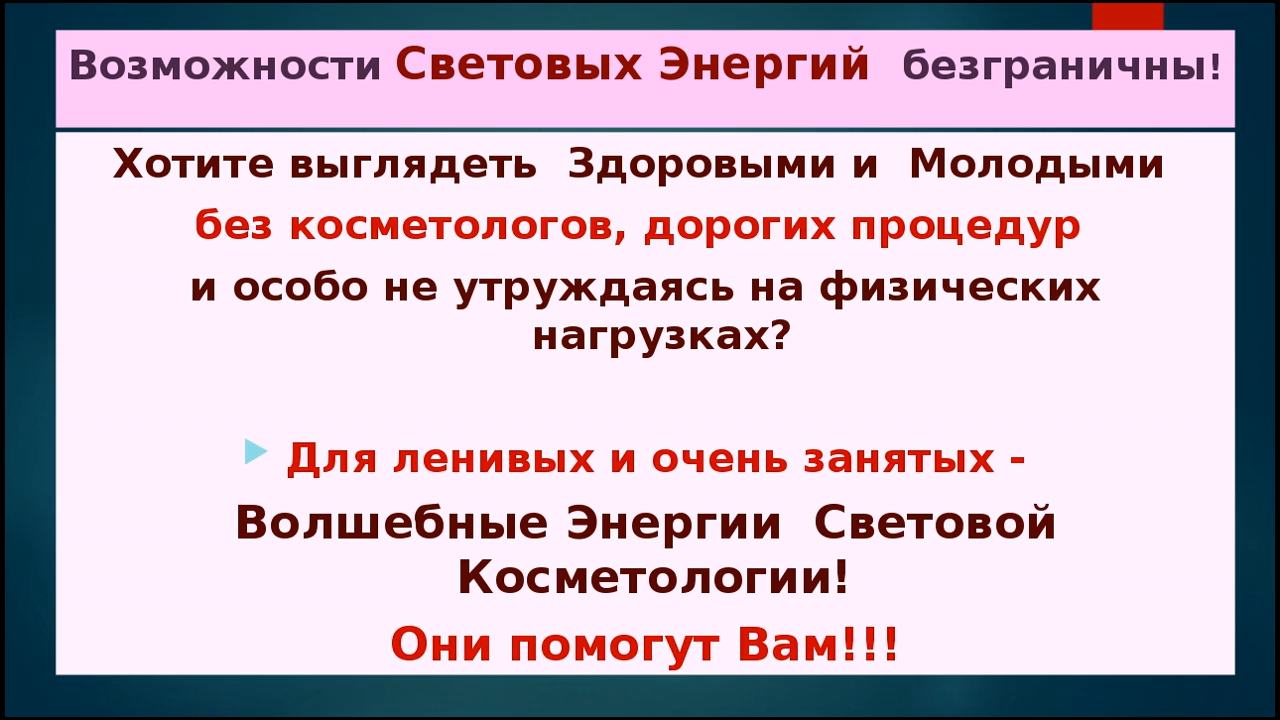 Возможности Световых Энергий безграничны!
Хотите выглядеть Здоровыми и Молодыми
без косметологов, дорогих процедур
и особо не утруждаясь на физических
нагрузках?
Для ленивых и очень занятых -
Волшебные Энергии Световой
Косметологии!
Они помогут Вам!!!